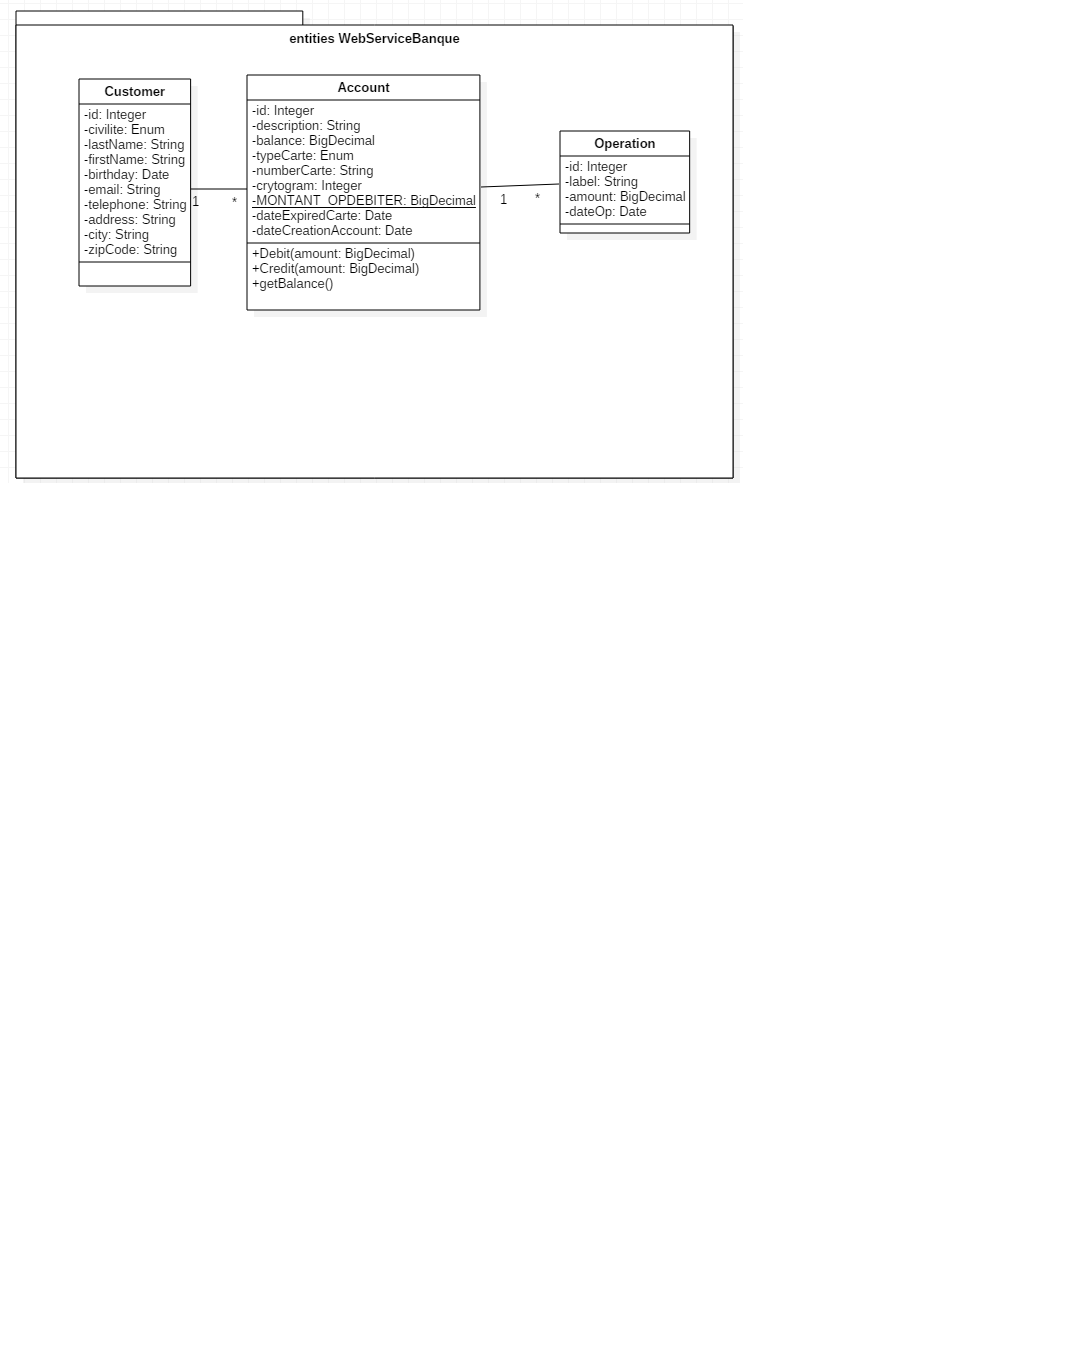 entities WebServiceBanque
Customer
-id: Integer
-civilite: Enum
-lastName: String
-firstName: String
-birthday: Date
-email: String
-telephone: String
-address: String
-city: String
-zipCode: String
1
*
Account
-id: Integer
-description: String
-balance: BigDecimal
-typeCarte: Enum
-numberCarte: String
-crytogram: Integer
-MONTANT_OPDEBITER: BigDecimal
-dateExpiredCarte: Date
-dateCreationAccount: Date
+Debit(amount: BigDecimal)
+Credit(amount: BigDecimal)
+getBalance()
1
*
Operation
-id: Integer
-label: String
-amount: BigDecimal
-dateOp: Date